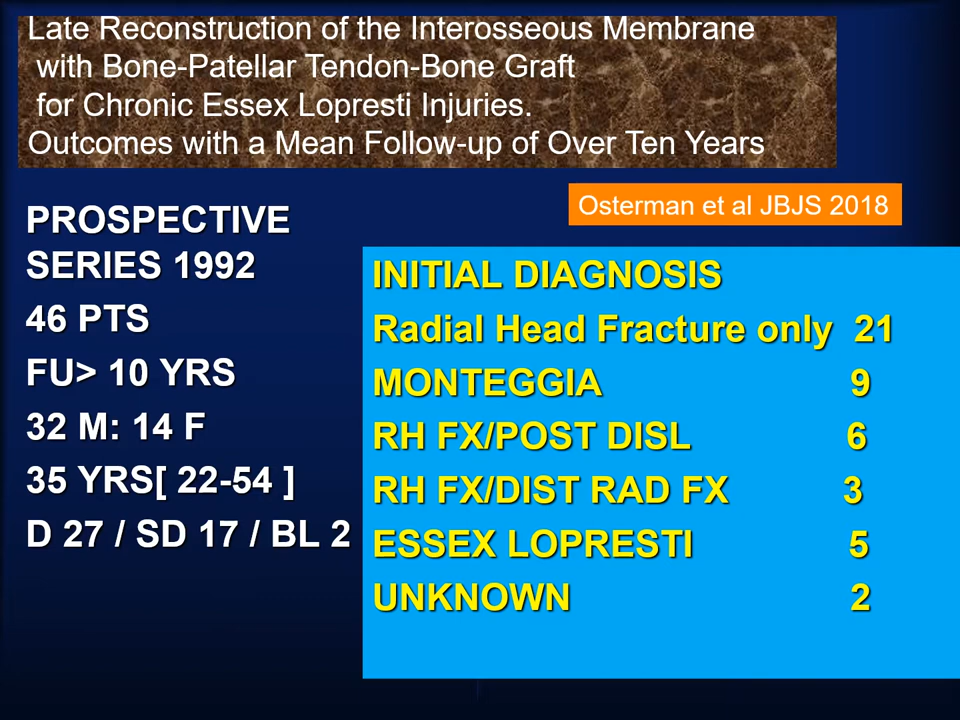 Late Reconstruction of the Interosseous Membrane
with Bone-Patellar Tendon-Bone Graft
for Chronic Essex Lopresti Injuries.
Outcomes with a Mean Follow-up of Over Ten Years
Osterman et al JBJS 2018
PROSPECTIVE
SERIES 1992
46 PTS
FU> 10 YRS
32 M: 14 F
35 YRS[ 22-54 ]
D 27 / SD 17 / BL 2
INITIAL DIAGNOSIS
Radial Head Fracture only 21
MONTEGGIA 9
RH FX/POST DISL 6
RH FX/DIST RAD FX 3
ESSEX LOPRESTI 5
UNKNOWN 2